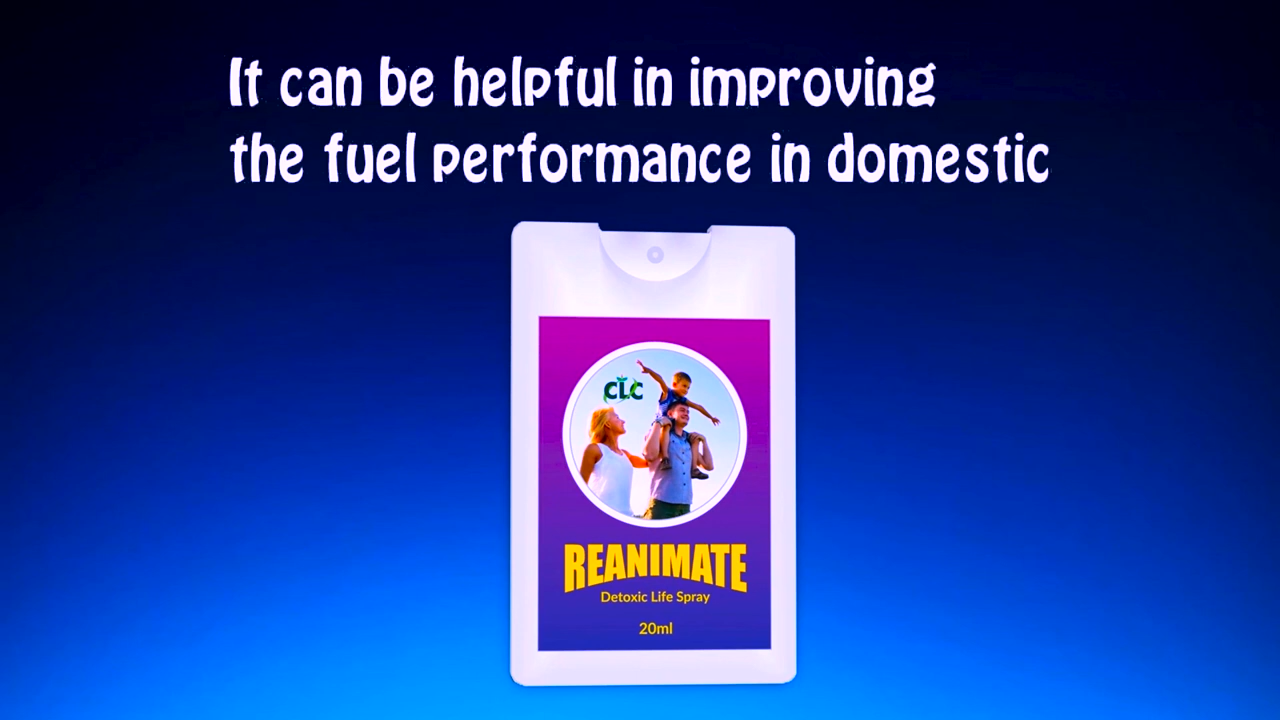 It can be helpful in improving
the fuel performance in domestic
CLC
REANIMATE
Detoxic Life Spray
20ml